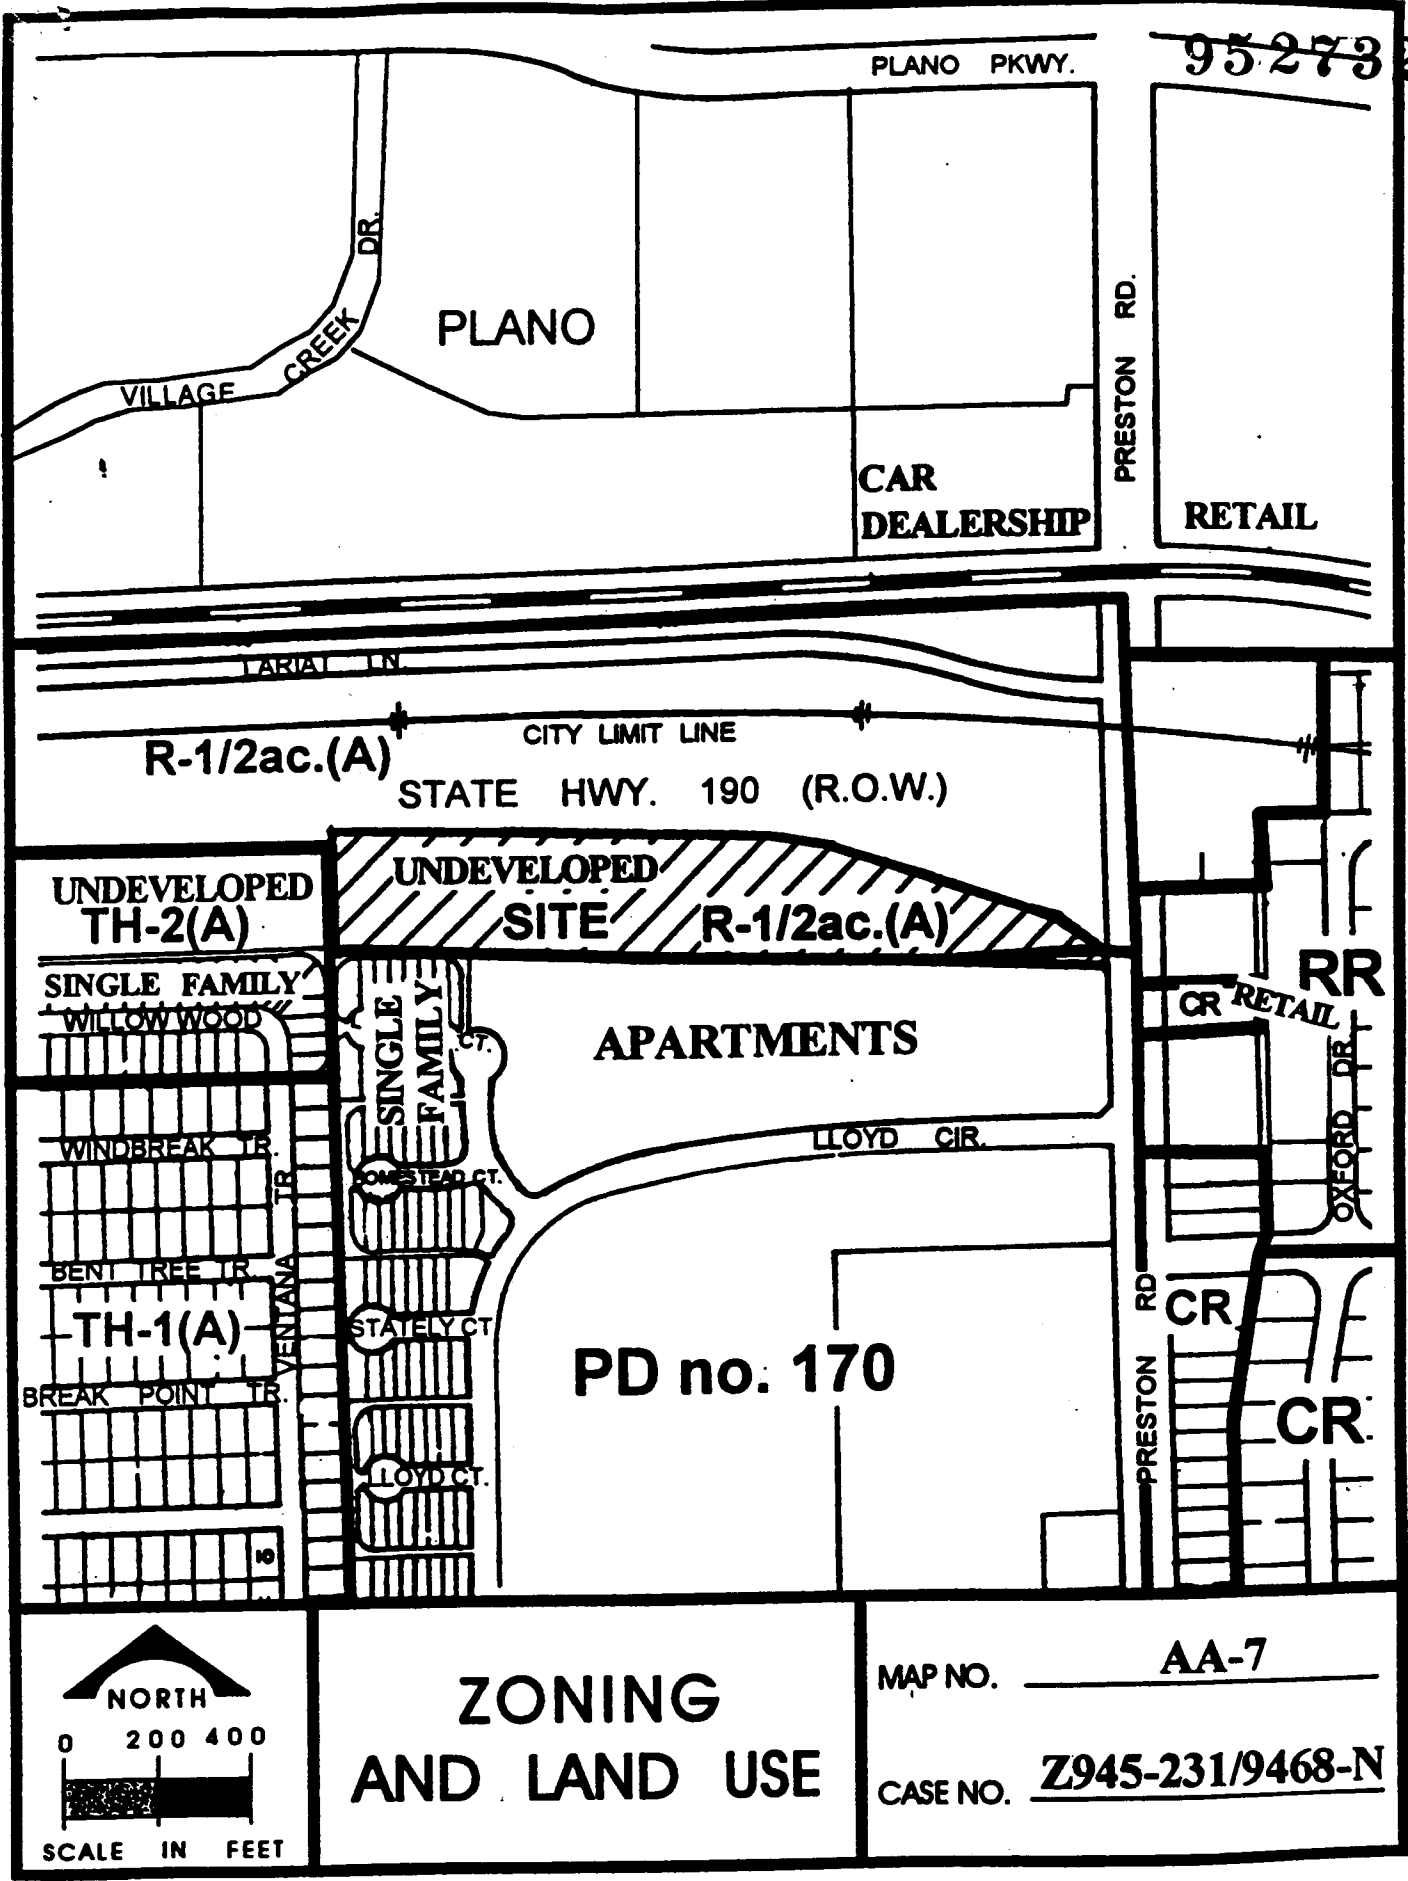 95273
PLANO PKWY.
DR.
CREEK
VILLAGE
PLANO
PRESTON RD.
CAR
DEALERSHIP
RETAIL
LARIAT LN.
CITY LIMIT LINE
R-1/2ac.(A)
STATE HWY. 190 (R.O.W.)
UNDEVELOPED
TH-2(A)
UNDEVELOPED
SITE
R-1/2ac.(A)
SINGLE FAMILY
WILLOW WOOD
SINGLE
FAMILY
CT.
APARTMENTS
RR
CR
RETAIL
OXFORD DR.
WINDBREAK TR.
LLOYD CIR.
HOMESTEAD CT.
VENTANA TR
BENT TREE TR.
TH-1(A)
STATELY CT
PD no. 170
PRESTON RD
CR
BREAK POINT TR.
CR
LLOYD CT.
10
NORTH
0 200 400
SCALE IN FEET
ZONING
AND LAND USE
MAP NO. AA-7
CASE NO. Z945-231/9468-N